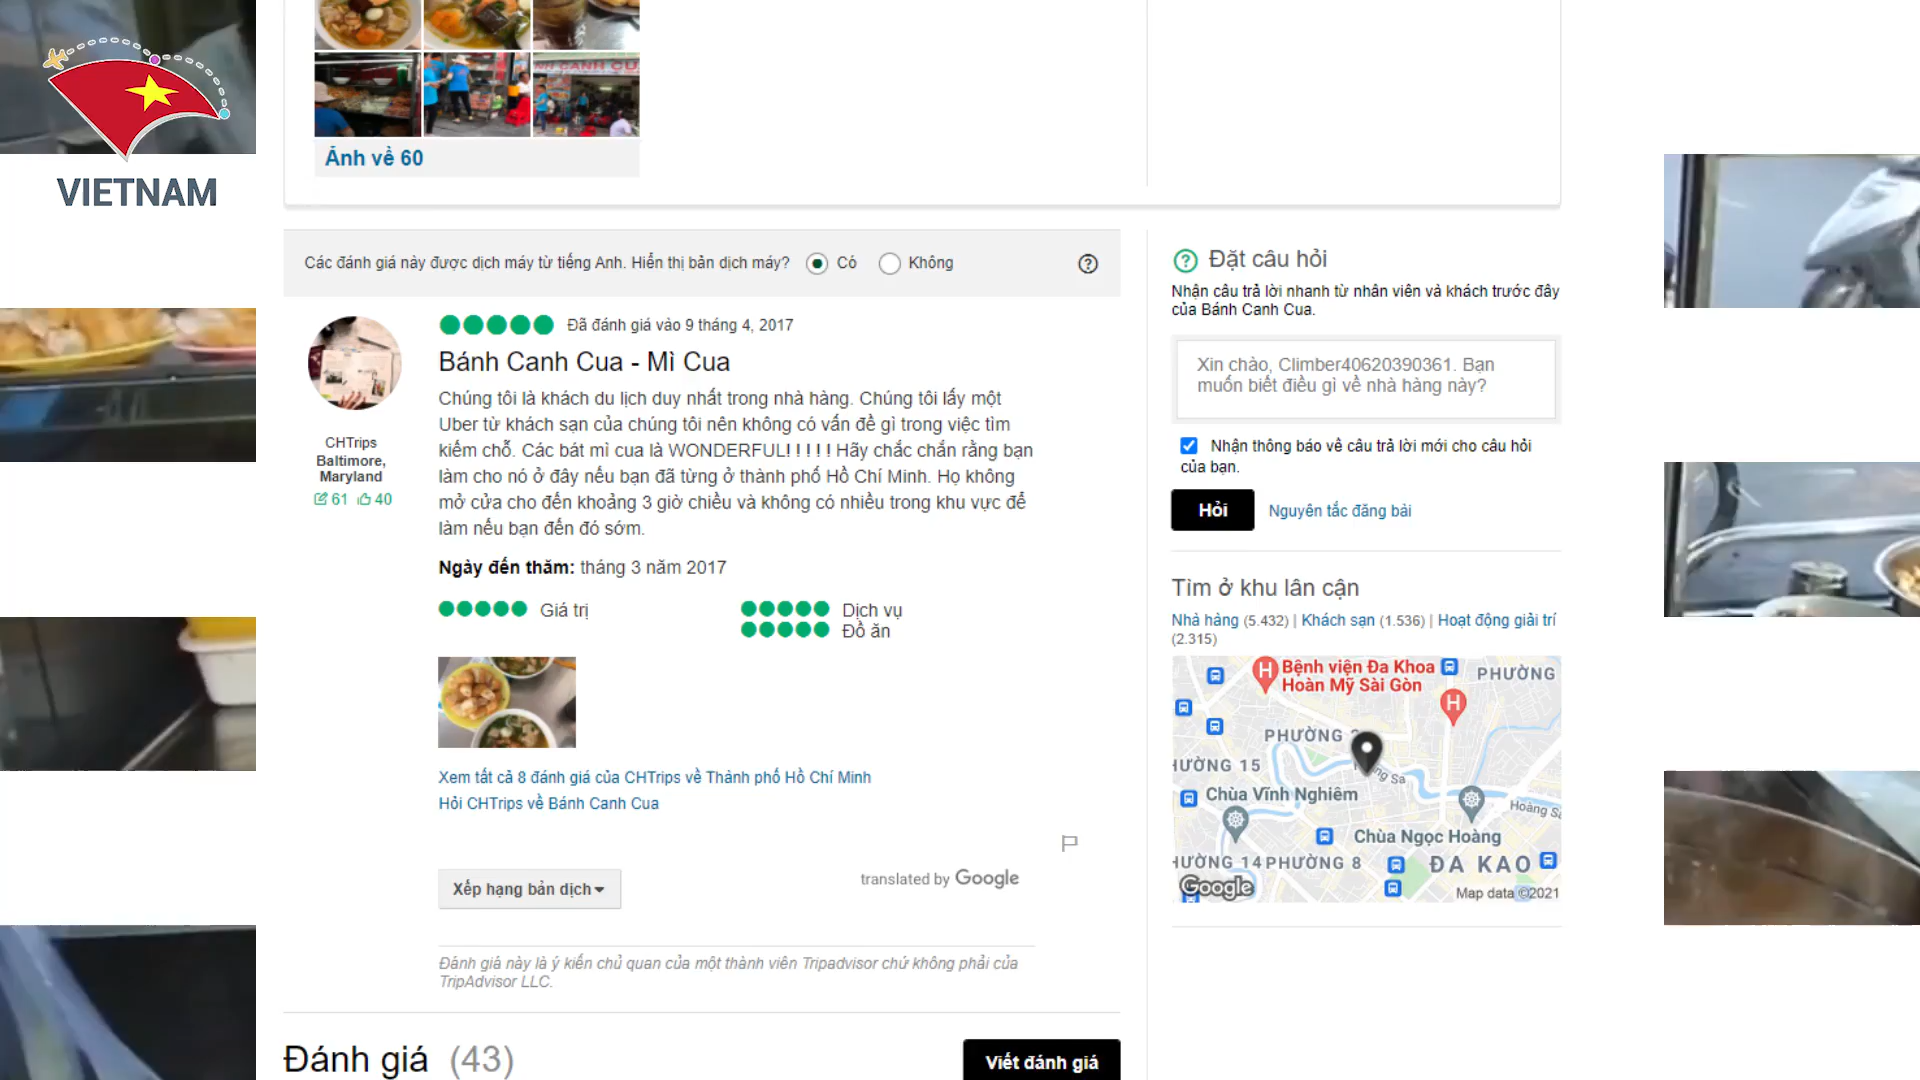 VIETNAM
Ảnh về 60
Các đánh giá này được dịch máy từ tiếng Anh. Hiển thị bản dịch máy? Có Không
Đã đánh giá vào 9 tháng 4, 2017
Bánh Canh Cua - Mì Cua
Chúng tôi là khách du lịch duy nhất trong nhà hàng. Chúng tôi lấy một
Uber từ khách sạn của chúng tôi nên không có vấn đề gì trong việc tìm
kiếm chỗ. Các bát mì cua là WONDERFUL! ! ! ! ! Hãy chắc chắn rằng bạn
làm cho nó ở đây nếu bạn đã từng ở thành phố Hồ Chí Minh. Họ không
mở cửa cho đến khoảng 3 giờ chiều và không có nhiều trong khu vực để
làm nếu bạn đến đó sớm.
CHTrips
Baltimore,
Maryland
61 40
Ngày đến thăm: tháng 3 năm 2017
Giá trị
Dịch vụ
Đồ ăn
Xem tất cả 8 đánh giá của CHTrips về Thành phố Hồ Chí Minh
Hỏi CHTrips về Bánh Canh Cua
Xếp hạng bản dịch
translated by Google
Đánh giá này là ý kiến chủ quan của một thành viên Tripadvisor chứ không phải của
TripAdvisor LLC.
Đánh giá (43)
Viết đánh giá
Đặt câu hỏi
Nhận câu trả lời nhanh từ nhân viên và khách trước đây
của Bánh Canh Cua.
Xin chào, Climber40620390361. Bạn
muốn biết điều gì về nhà hàng này?
Nhận thông báo về câu trả lời mới cho câu hỏi
của bạn.
Hỏi
Nguyên tắc đăng bài
Tìm ở khu lân cận
Nhà hàng (5.432) | Khách sạn (1.536) | Hoạt động giải trí
(2.315)
Bệnh viện Đa Khoa
Hoàn Mỹ Sài Gòn
PHƯỜNG
H
H
PHƯỜNG
PHƯỜNG 15
Chùa Vĩnh Nghiêm
Hoàng Sa
Chùa Ngọc Hoàng
PHƯỜNG 14 PHƯỜNG 8
ĐA KAO
Google
Map data ©2021